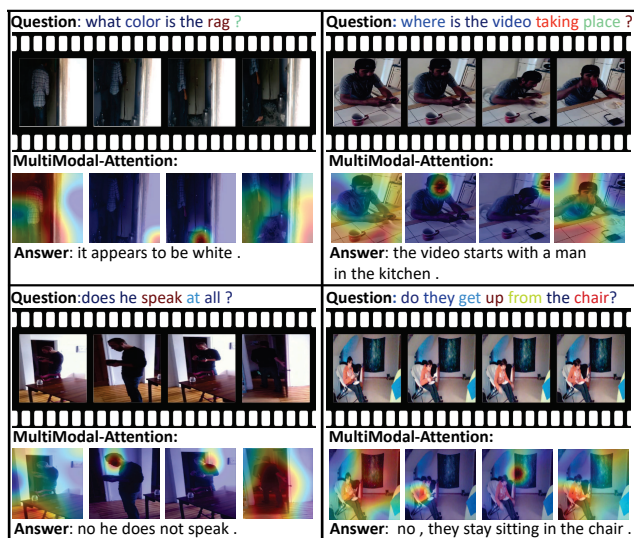 Question: what color is the rag ?
MultiModal-Attention:
Answer: it appears to be white .
Question: where is the video taking place ?
MultiModal-Attention:
Answer: the video starts with a man
in the kitchen .
Question:does he speak at all ?
MultiModal-Attention:
Answer: no he does not speak .
Question: do they get up from the chair?
MultiModal-Attention:
Answer: no , they stay sitting in the chair .